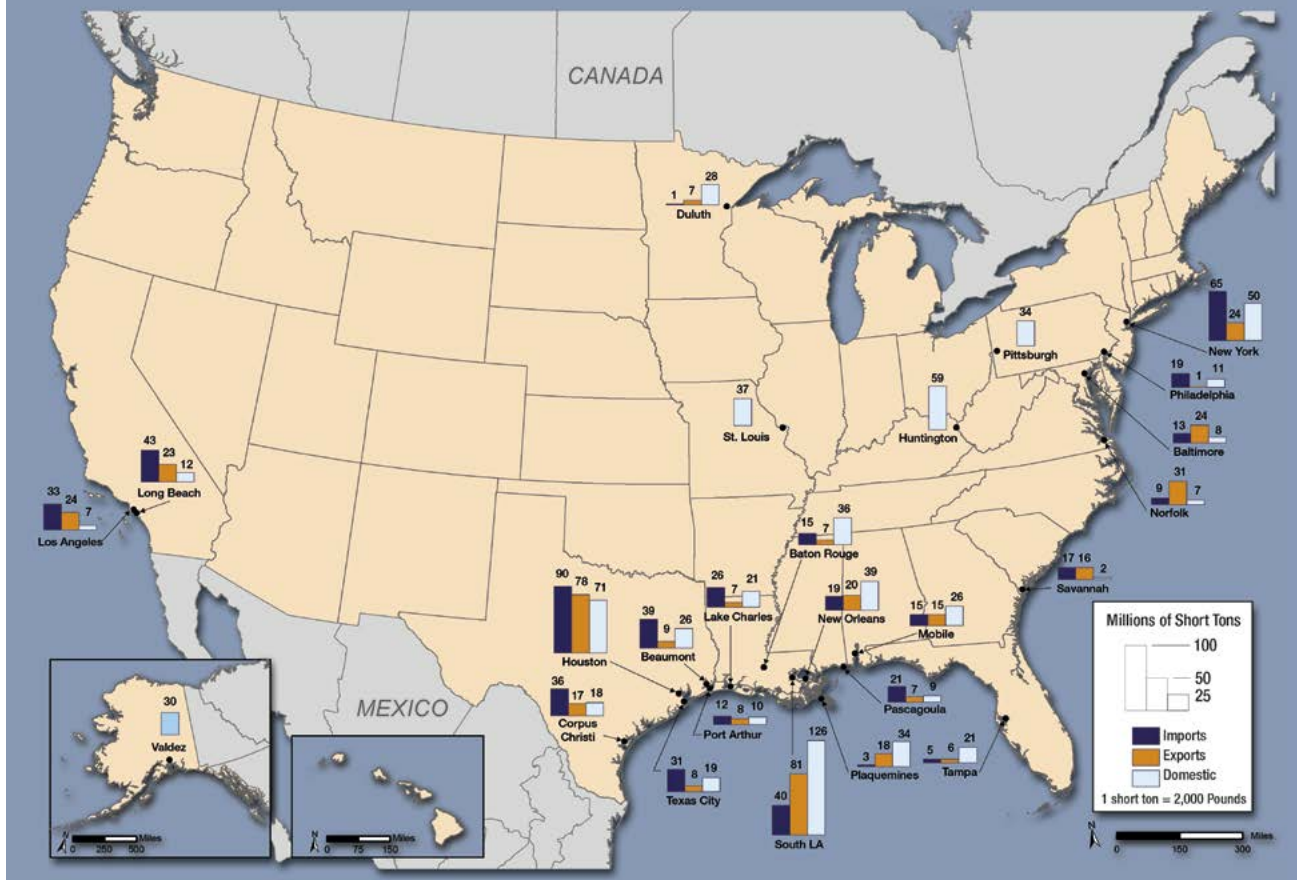 CANADA
1 7 28
Duluth
65 24 50
New York
34
Pittsburgh
19 1 11
Philadelphia
59
Huntington
37
St. Louis
13 24 8
Baltimore
9 31 7
Norfolk
43 23 12
Long Beach
33 24 7
Los Angeles
15 7 36
Baton Rouge
17 16 2
Savannah
90 78 71
Houston
39 9 26
Beaumont
26 7 21
Lake Charles
19 20 39
New Orleans
15 15 26
Mobile
36 17 18
Corpus
Christi
12 8 10
Port Arthur
21 7 9
Pascagoula
31 8 19
Texas City
40 81 126
South LA
3 18 34
Plaquemines
5 6 21
Tampa
MEXICO
30
Valdez
N
Miles
0 250 500
N
Miles
0 75 150
Millions of Short Tons
100
50
25
Imports
Exports
Domestic
1 short ton = 2,000 Pounds
N
Miles
0 150 300